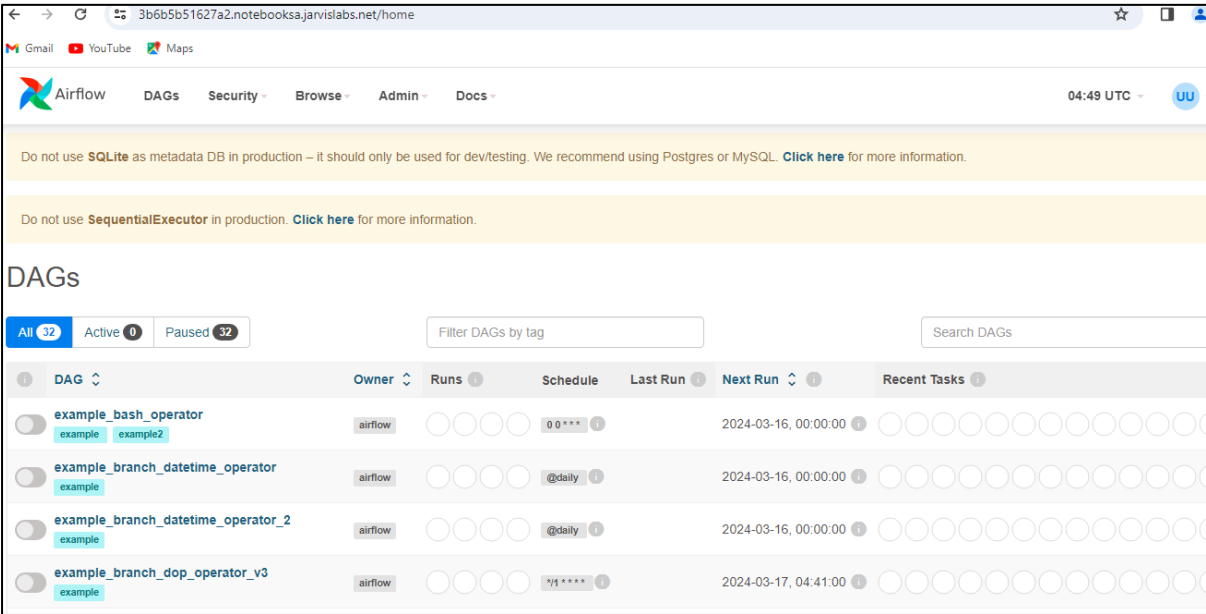 3b6b5b51627a2.notebooksa.jarvislabs.net/home
Gmail YouTube Maps
Airflow DAGs Security Browse Admin Docs 04:49 UTC UU
Do not use SQLite as metadata DB in production – it should only be used for dev/testing. We recommend using Postgres or MySQL. Click here for more information.
Do not use SequentialExecutor in production. Click here for more information.
DAGs
All 32 Active 0 Paused 32 Filter DAGs by tag Search DAGs
i DAG Owner Runs i Schedule Last Run i Next Run i Recent Tasks i
example_bash_operator
airflow 0 0 * * * i 2024-03-16, 00:00:00 i
example example2
example_branch_datetime_operator
airflow @daily i 2024-03-16, 00:00:00 i
example
example_branch_datetime_operator_2
airflow @daily i 2024-03-16, 00:00:00 i
example
example_branch_dop_operator_v3
airflow */1 * * * * i 2024-03-17, 04:41:00 i
example